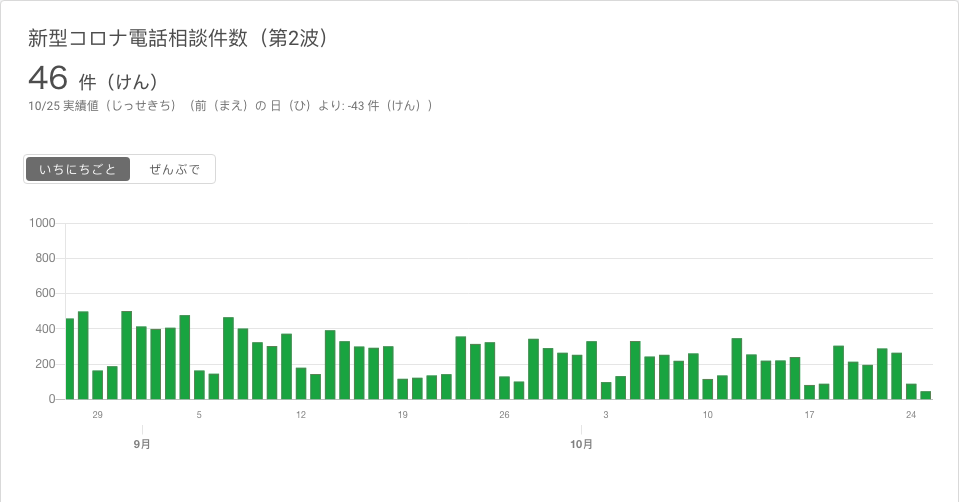 新型コロナ電話相談件数（第2波）
46 件（けん）
10/25 実績値（じっせきち）（前（まえ）の 日（ひ）より: -43 件（けん））
いちにちごと ぜんぶで
1000
800
600
400
200
0
29 5 12 19 26 3 10 17 24
9月 10月